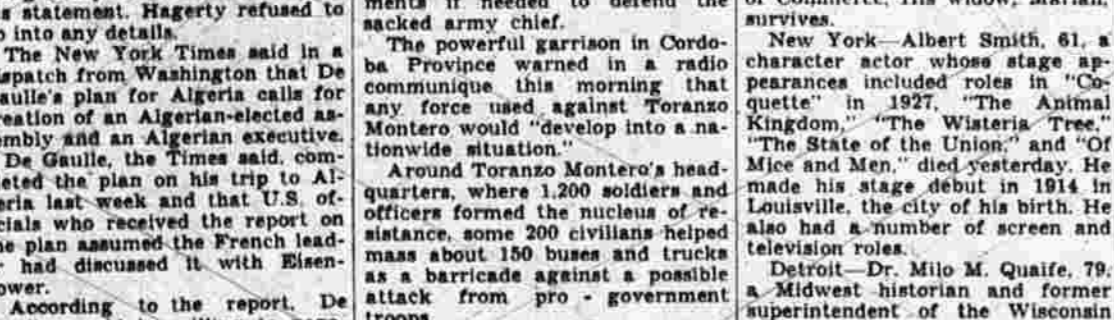 s statement. Hagerty refused to
o into any details.
The New York Times said in a
spatch from Washington that De
aulle's plan for Algeria calls for
eation of an Algerian-elected as-
embly and an Algerian executive.
De Gaulle, the Times said, com-
leted the plan on his trip to Al-
eria last week and that U.S. of-
cials who received the report on
he plan assumed the French lead-
had discussed it with Eisen-
ower.
According to the report, De
ments if needed to defend the
sacked army chief.
The powerful garrison in Cordo-
ba Province warned in a radio
communique this morning that
any force used against Toranzo
Montero would "develop into a na-
tionwide situation."
Around Toranzo Montero's head-
quarters, where 1,200 soldiers and
officers formed the nucleus of re-
sistance, some 200 civilians helped
mass about 150 buses and trucks
as a barricade against a possible
attack from pro - government
troops.
of Commerce. His widow, Marian,
survives.
New York—Albert Smith, 61, a
character actor whose stage ap-
pearances included roles in "Co-
quette" in 1927, "The Animal
Kingdom," "The Wisteria Tree,"
"The State of the Union," and "Of
Mice and Men," died yesterday. He
made his stage debut in 1914 in
Louisville, the city of his birth. He
also had a number of screen and
television roles.
Detroit—Dr. Milo M. Quaife, 79,
a Midwest historian and former
superintendent of the Wisconsin